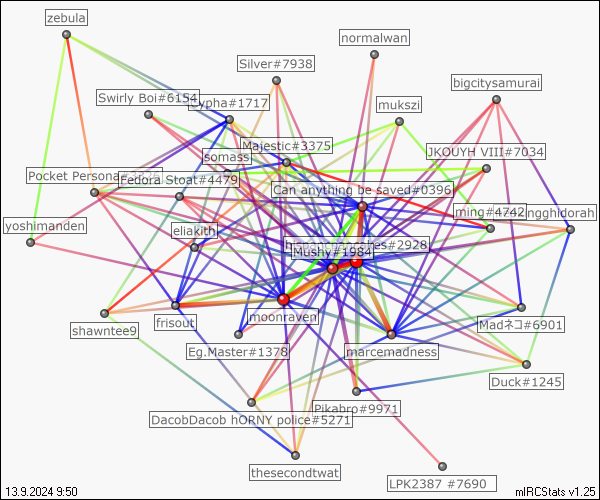 zebula
normalwan
Silver#7938
bigcitysamurai
Swirly Boi#6154
Cypha#1717
mukszi
Majestic#3375
JKOUYH VIII#7034
somass
Pocket Persona
Fedora Stoat#4479
Can anything be saved#0396
ming#4742
ngghidorah
yoshimanden
eliakith
#2928
Mushy#1984
moonraven
frisout
shawntee9
Madネコ#6901
Eg.Master#1378
marcemadness
Duck#1245
Pikabro#9971
DacobDacob hORNY police#5271
thesecondtwat
LPK2387 #7690
13.9.2024 9:50
mIRCStats v1.25